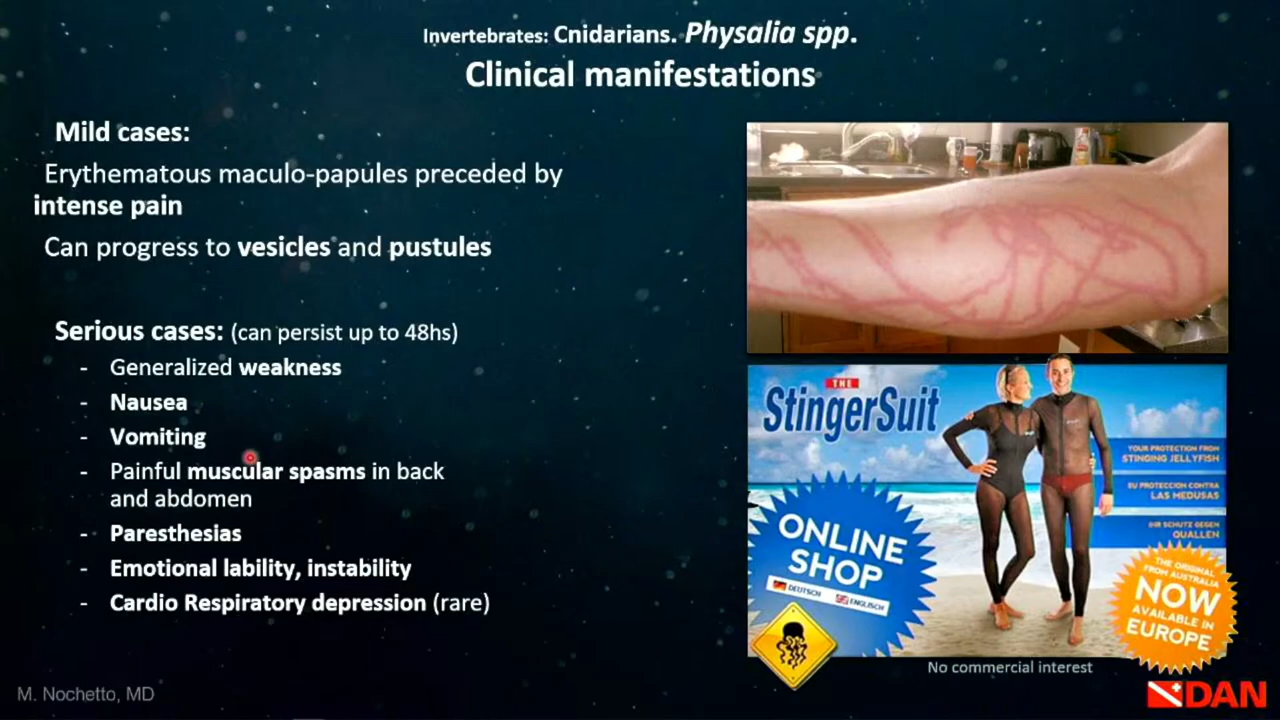 Invertebrates: Cnidarians. Physalia spp.
Clinical manifestations
Mild cases:
Erythematous maculo-papules preceded by
intense pain
Can progress to vesicles and pustules
Serious cases: (can persist up to 48hs)
- Generalized weakness
- Nausea
- Vomiting
- Painful muscular spasms in back
and abdomen
- Paresthesias
- Emotional lability, instability
- Cardio Respiratory depression (rare)
THE
StingerSuit
YOUR PROTECTION FROM
STINGING JELLYFISH
SU PROTECCION CONTRA
LAS MEDUSAS
IHR SCHUTZ GEGEN
QUALLEN
ONLINE
SHOP
DEUTSCH ENGLISCH
THE ORIGINAL
FROM AUSTRALIA
NOW
AVAILABLE IN
EUROPE
No commercial interest
M. Nochetto, MD
DAN